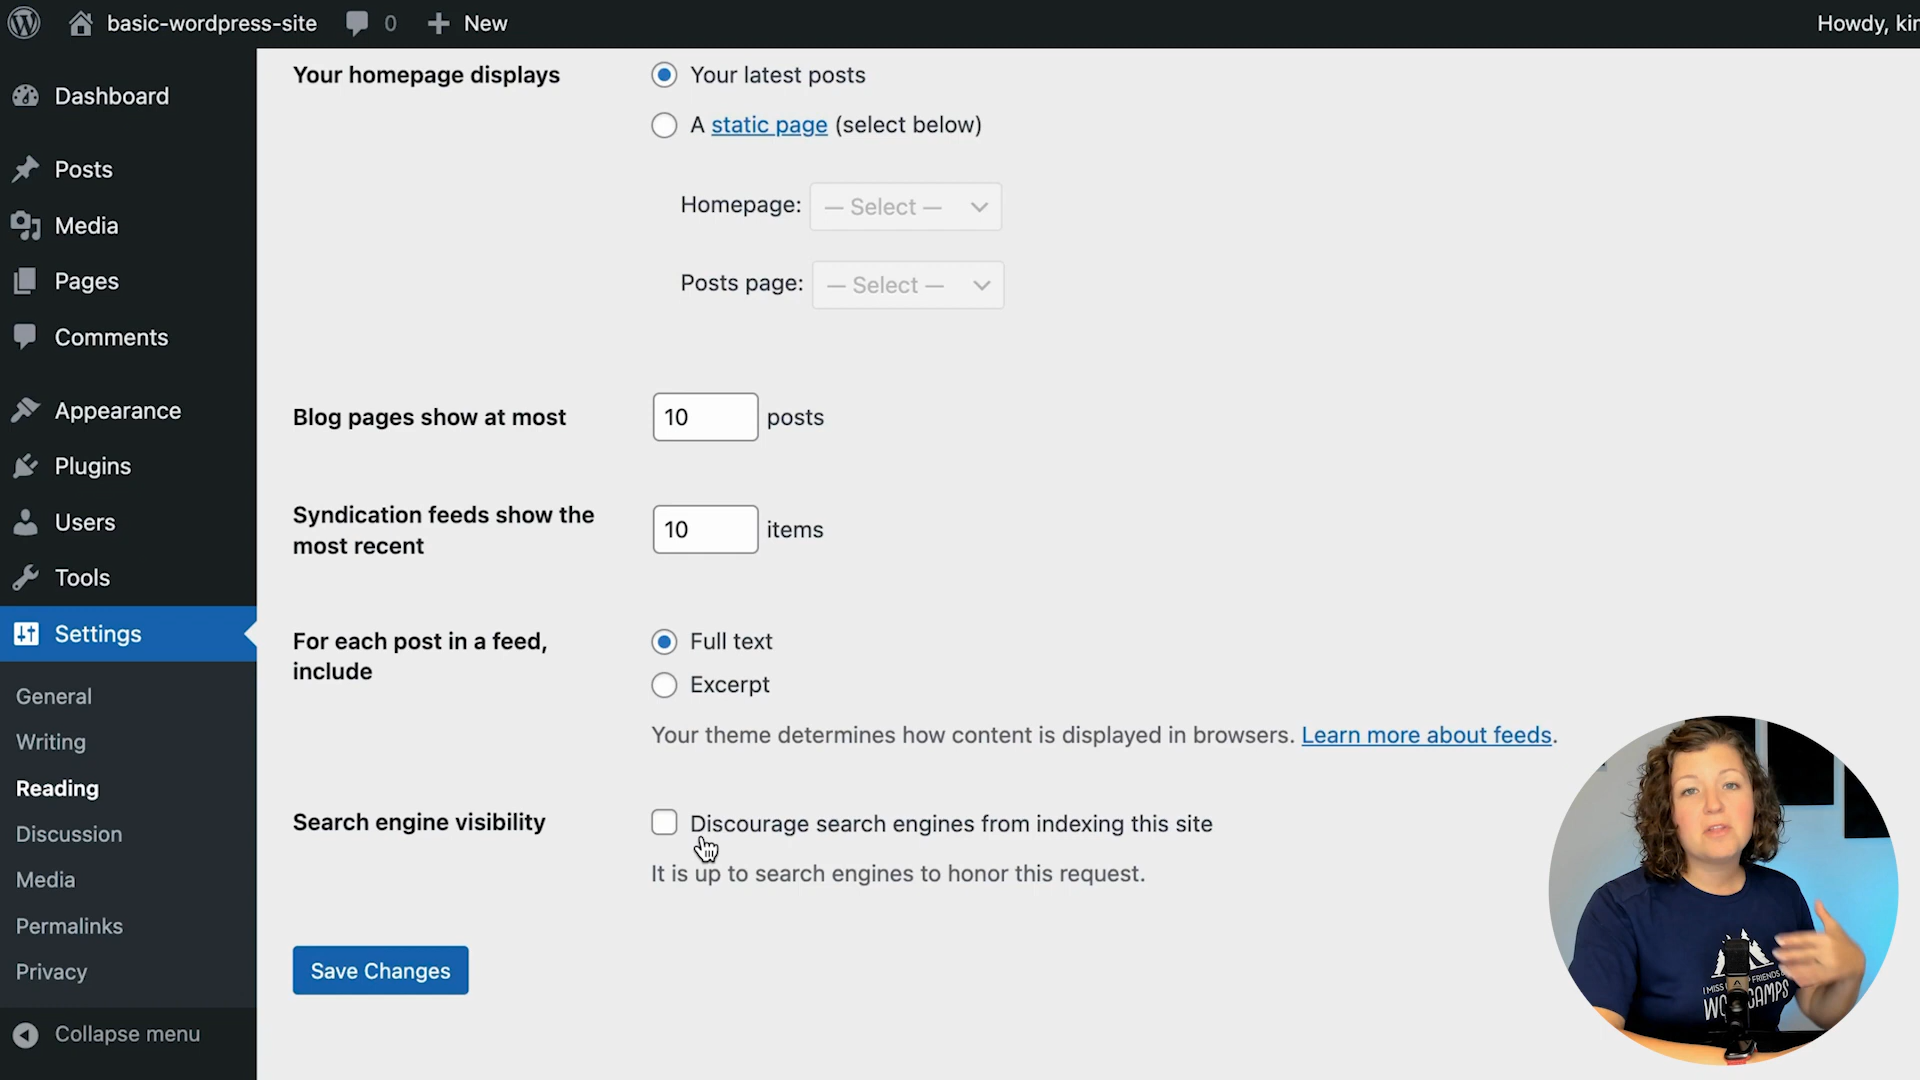 basic-wordpress-site 0 New
Howdy, kin
Dashboard
Posts
Media
Pages
Comments
Appearance
Plugins
Users
Tools
Settings
General
Writing
Reading
Discussion
Media
Permalinks
Privacy
Collapse menu
Your homepage displays
Your latest posts
A static page (select below)
Homepage: — Select —
Posts page: — Select —
Blog pages show at most 10 posts
Syndication feeds show the
most recent
10 items
For each post in a feed,
include
Full text
Excerpt
Your theme determines how content is displayed in browsers. Learn more about feeds.
Search engine visibility
Discourage search engines from indexing this site
It is up to search engines to honor this request.
Save Changes
I MISS
FRIENDS